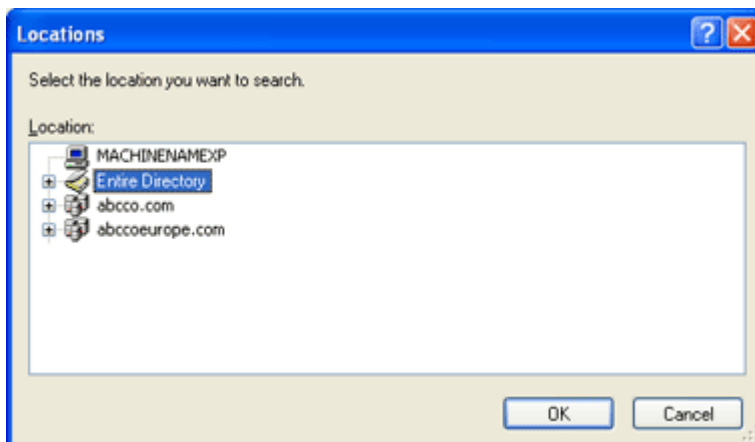 Locations
Select the location you want to search.
Location:
MACHINENAMEXP
Entire Directory
abcco.com
abccoeurope.com
OK Cancel